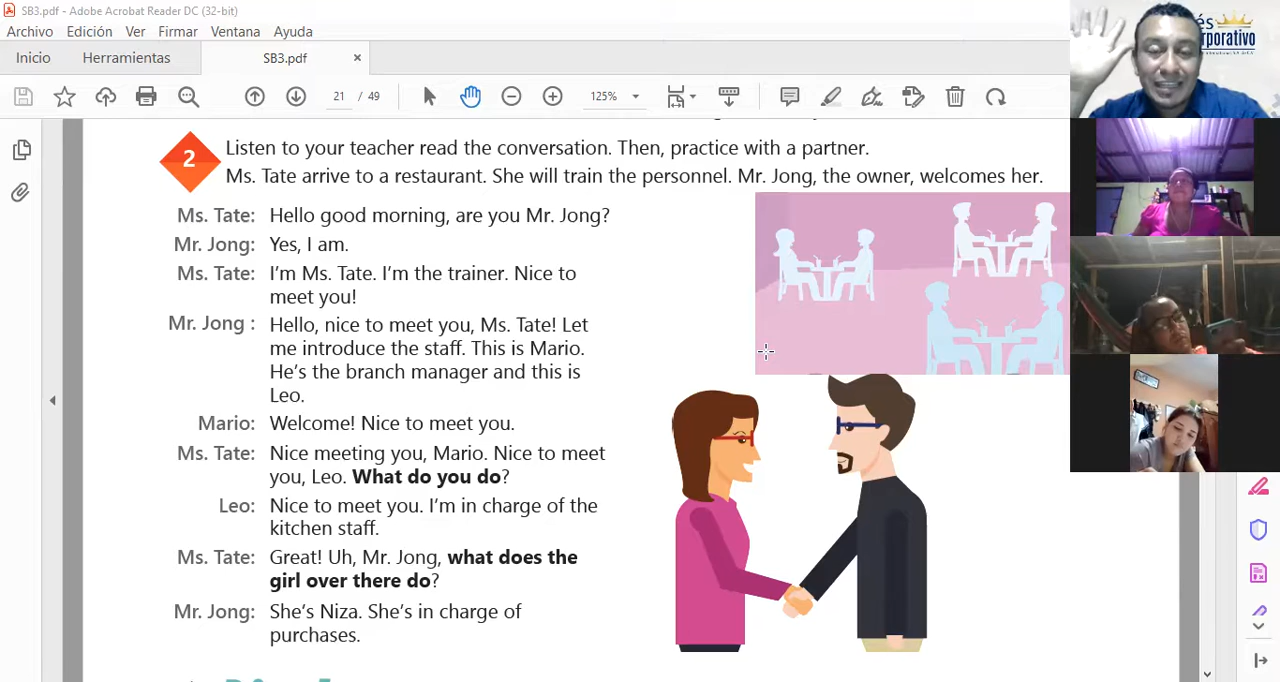 SB3.pdf - Adobe Acrobat Reader DC (32-bit)
Archivo Edición Ver Firmar Ventana Ayuda
Inicio Herramientas SB3.pdf ×
21 / 49 125%
2
Listen to your teacher read the conversation. Then, practice with a partner.
Ms. Tate arrive to a restaurant. She will train the personnel. Mr. Jong, the owner, welcomes her.
Ms. Tate: Hello good morning, are you Mr. Jong?
Mr. Jong: Yes, I am.
Ms. Tate: I'm Ms. Tate. I'm the trainer. Nice to
meet you!
Mr. Jong : Hello, nice to meet you, Ms. Tate! Let
me introduce the staff. This is Mario.
He's the branch manager and this is
Leo.
Mario: Welcome! Nice to meet you.
Ms. Tate: Nice meeting you, Mario. Nice to meet
you, Leo. What do you do?
Leo: Nice to meet you. I'm in charge of the
kitchen staff.
Ms. Tate: Great! Uh, Mr. Jong, what does the
girl over there do?
Mr. Jong: She's Niza. She's in charge of
purchases.
és
orporativo